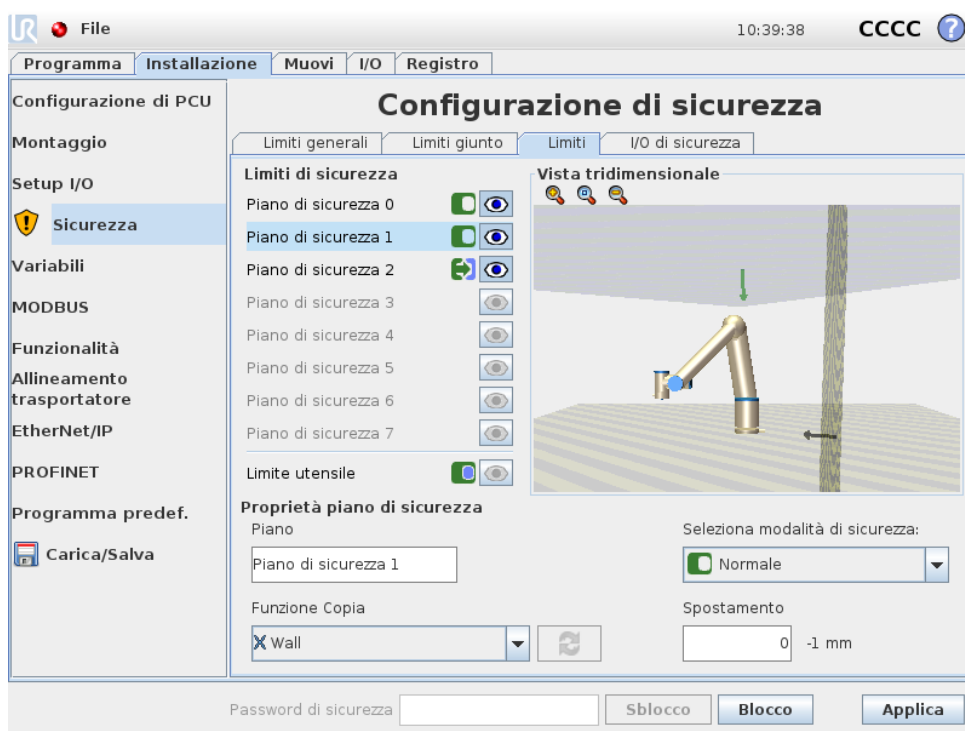 UR File 10:39:38 CCCC ?
Programma Installazione Muovi I/O Registro
Configurazione di PCU
Montaggio
Setup I/O
Sicurezza
Variabili
MODBUS
Funzionalità
Allineamento
trasportatore
EtherNet/IP
PROFINET
Programma predef.
Carica/Salva
Configurazione di sicurezza
Limiti generali Limiti giunto Limiti I/O di sicurezza
Limiti di sicurezza
Piano di sicurezza 0
Piano di sicurezza 1
Piano di sicurezza 2
Piano di sicurezza 3
Piano di sicurezza 4
Piano di sicurezza 5
Piano di sicurezza 6
Piano di sicurezza 7
Limite utensile
Vista tridimensionale
Proprietà piano di sicurezza
Piano
Piano di sicurezza 1
Seleziona modalità di sicurezza:
Normale
Funzione Copia
Wall
Spostamento
0 -1 mm
Password di sicurezza Sblocco Blocco Applica